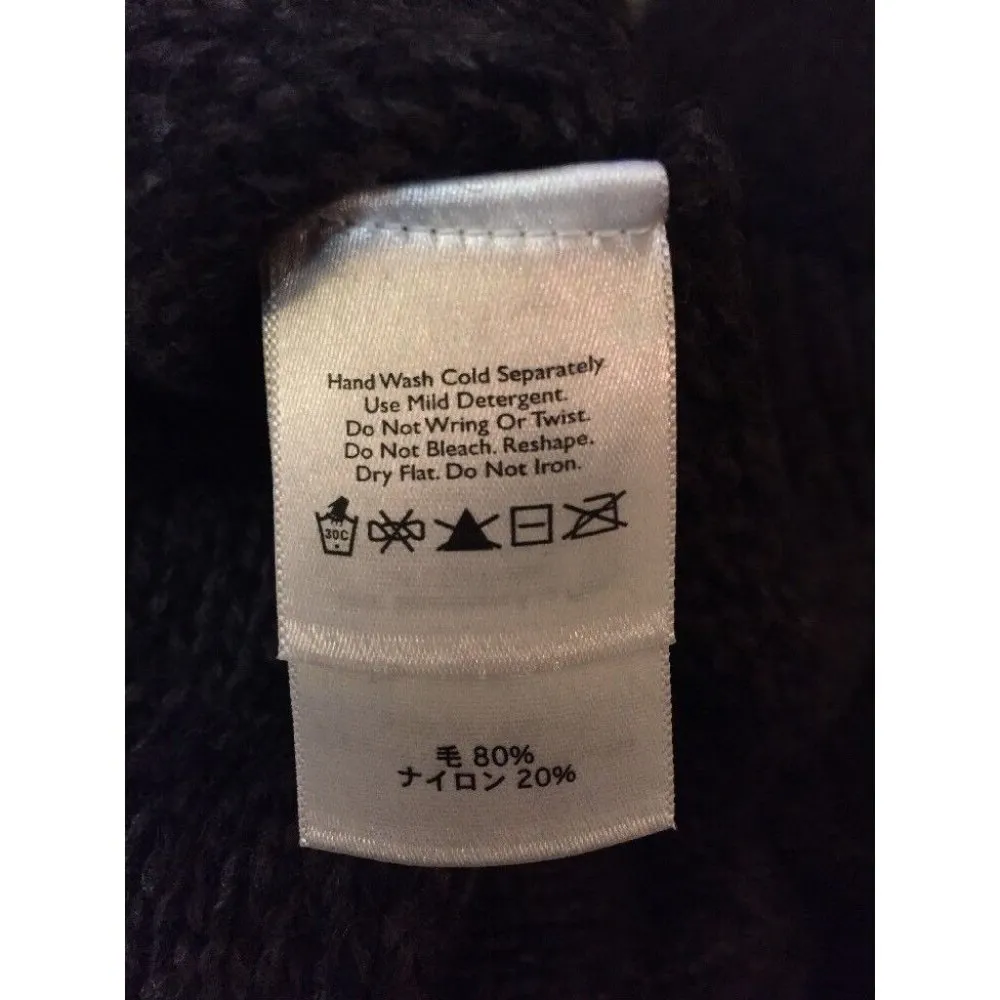 Hand Wash Cold Separately
Use Mild Detergent.
Do Not Wring Or Twist.
Do Not Bleach. Reshape.
Dry Flat. Do Not Iron.
30C
毛 80%
ナイロン 20%